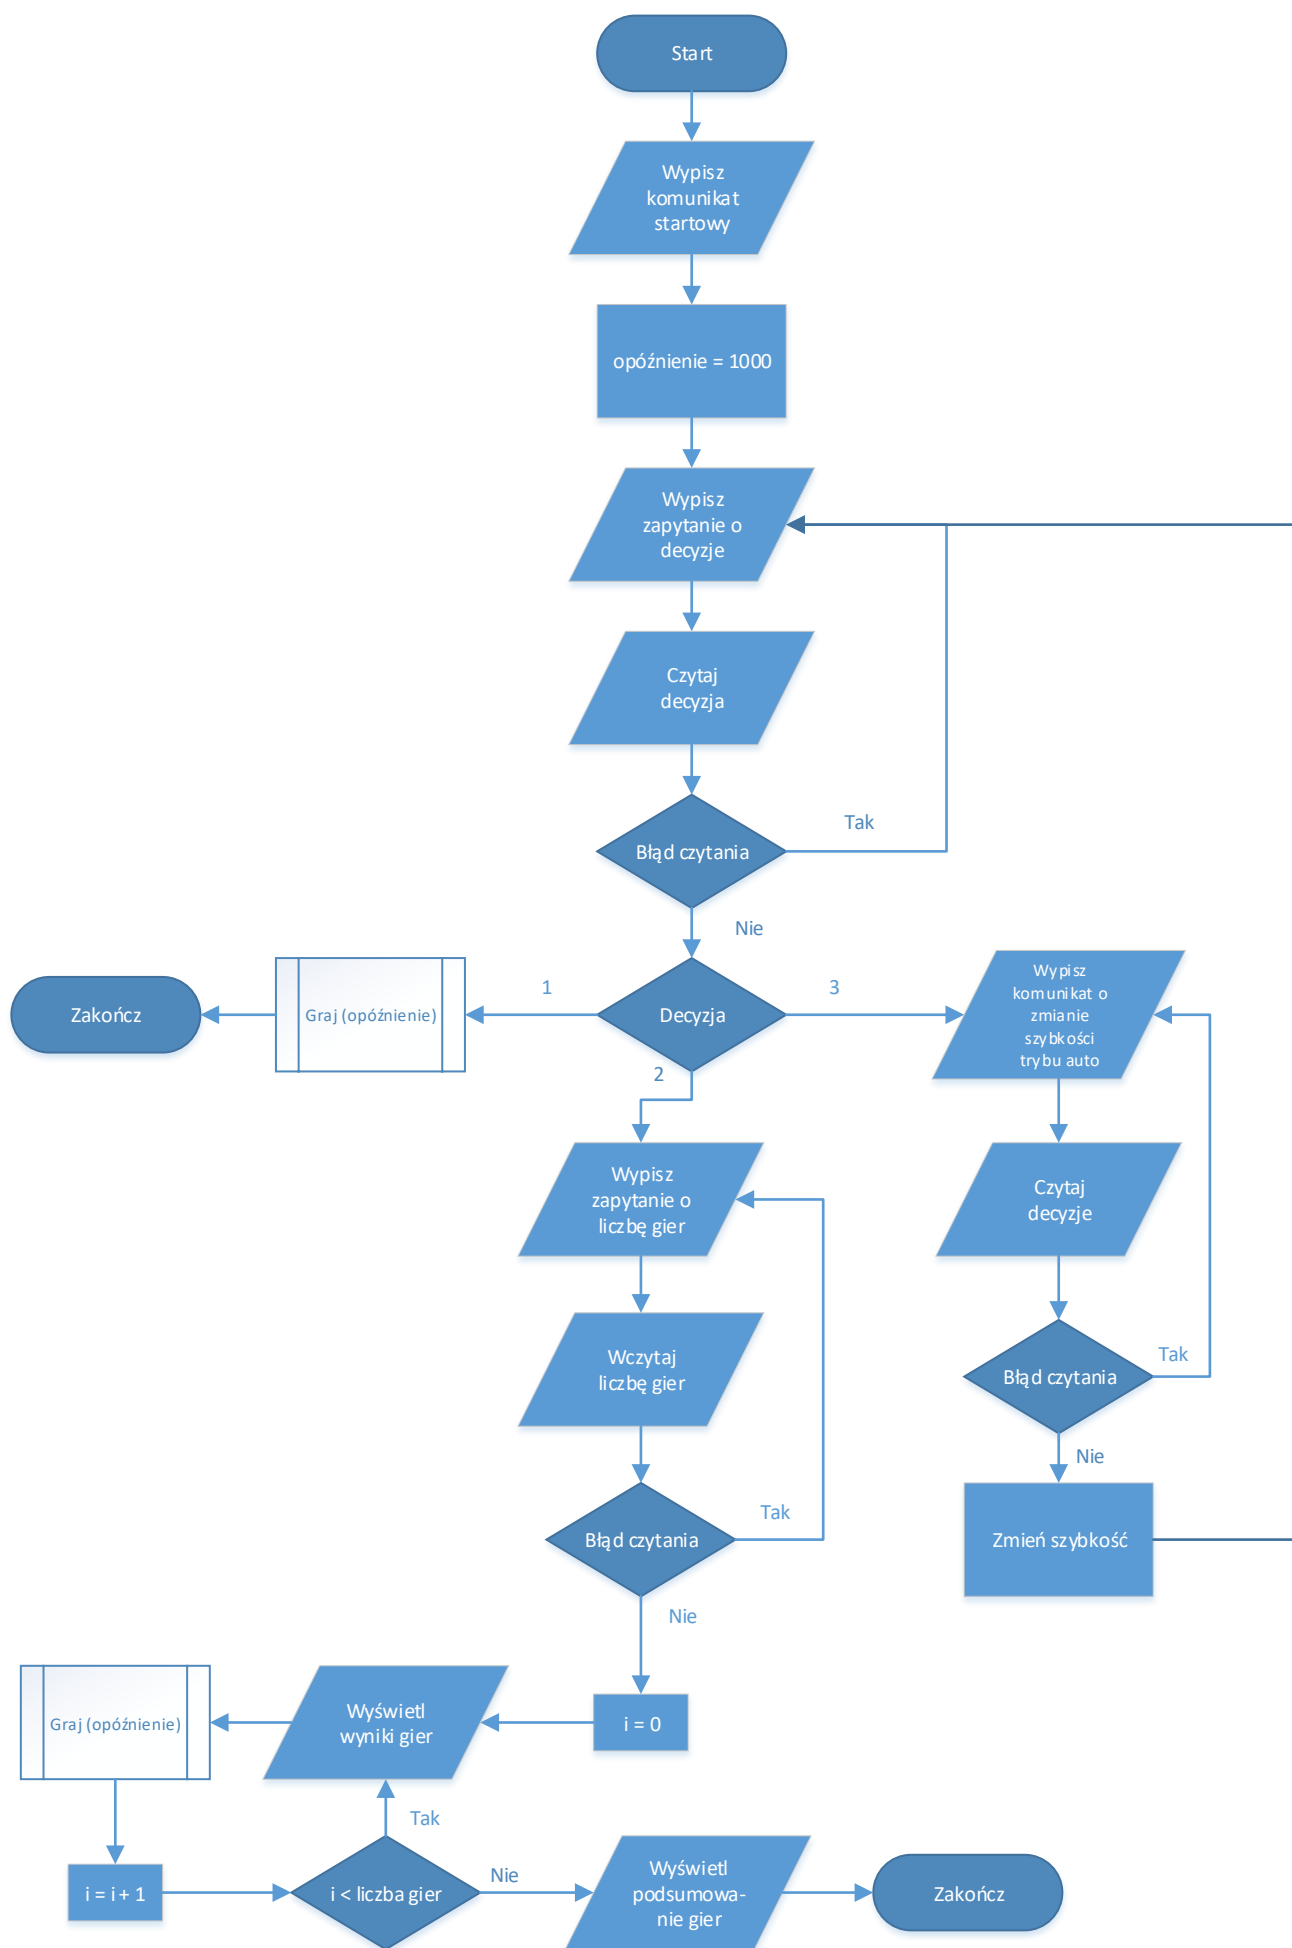 Start
Wypisz
komunikat
startowy
opóźnienie = 1000
Wypisz
zapytanie o
decyzje
Czytaj
decyzja
Błąd czytania
Tak
Nie
Zakończ
Graj (opóźnienie)
1
Decyzja
3
2
Wypisz
komunikat o
zmianie
szybkości
trybu auto
Wypisz
zapytanie o
liczbę gier
Czytaj
decyzje
Wczytaj
liczbę gier
Błąd czytania
Tak
Nie
Błąd czytania
Tak
Zmień szybkość
Nie
Graj (opóźnienie)
Wyświetl
wyniki gier
i = 0
Tak
i = i + 1
i < liczba gier
Nie
Wyświetl
podsumowa-
nie gier
Zakończ